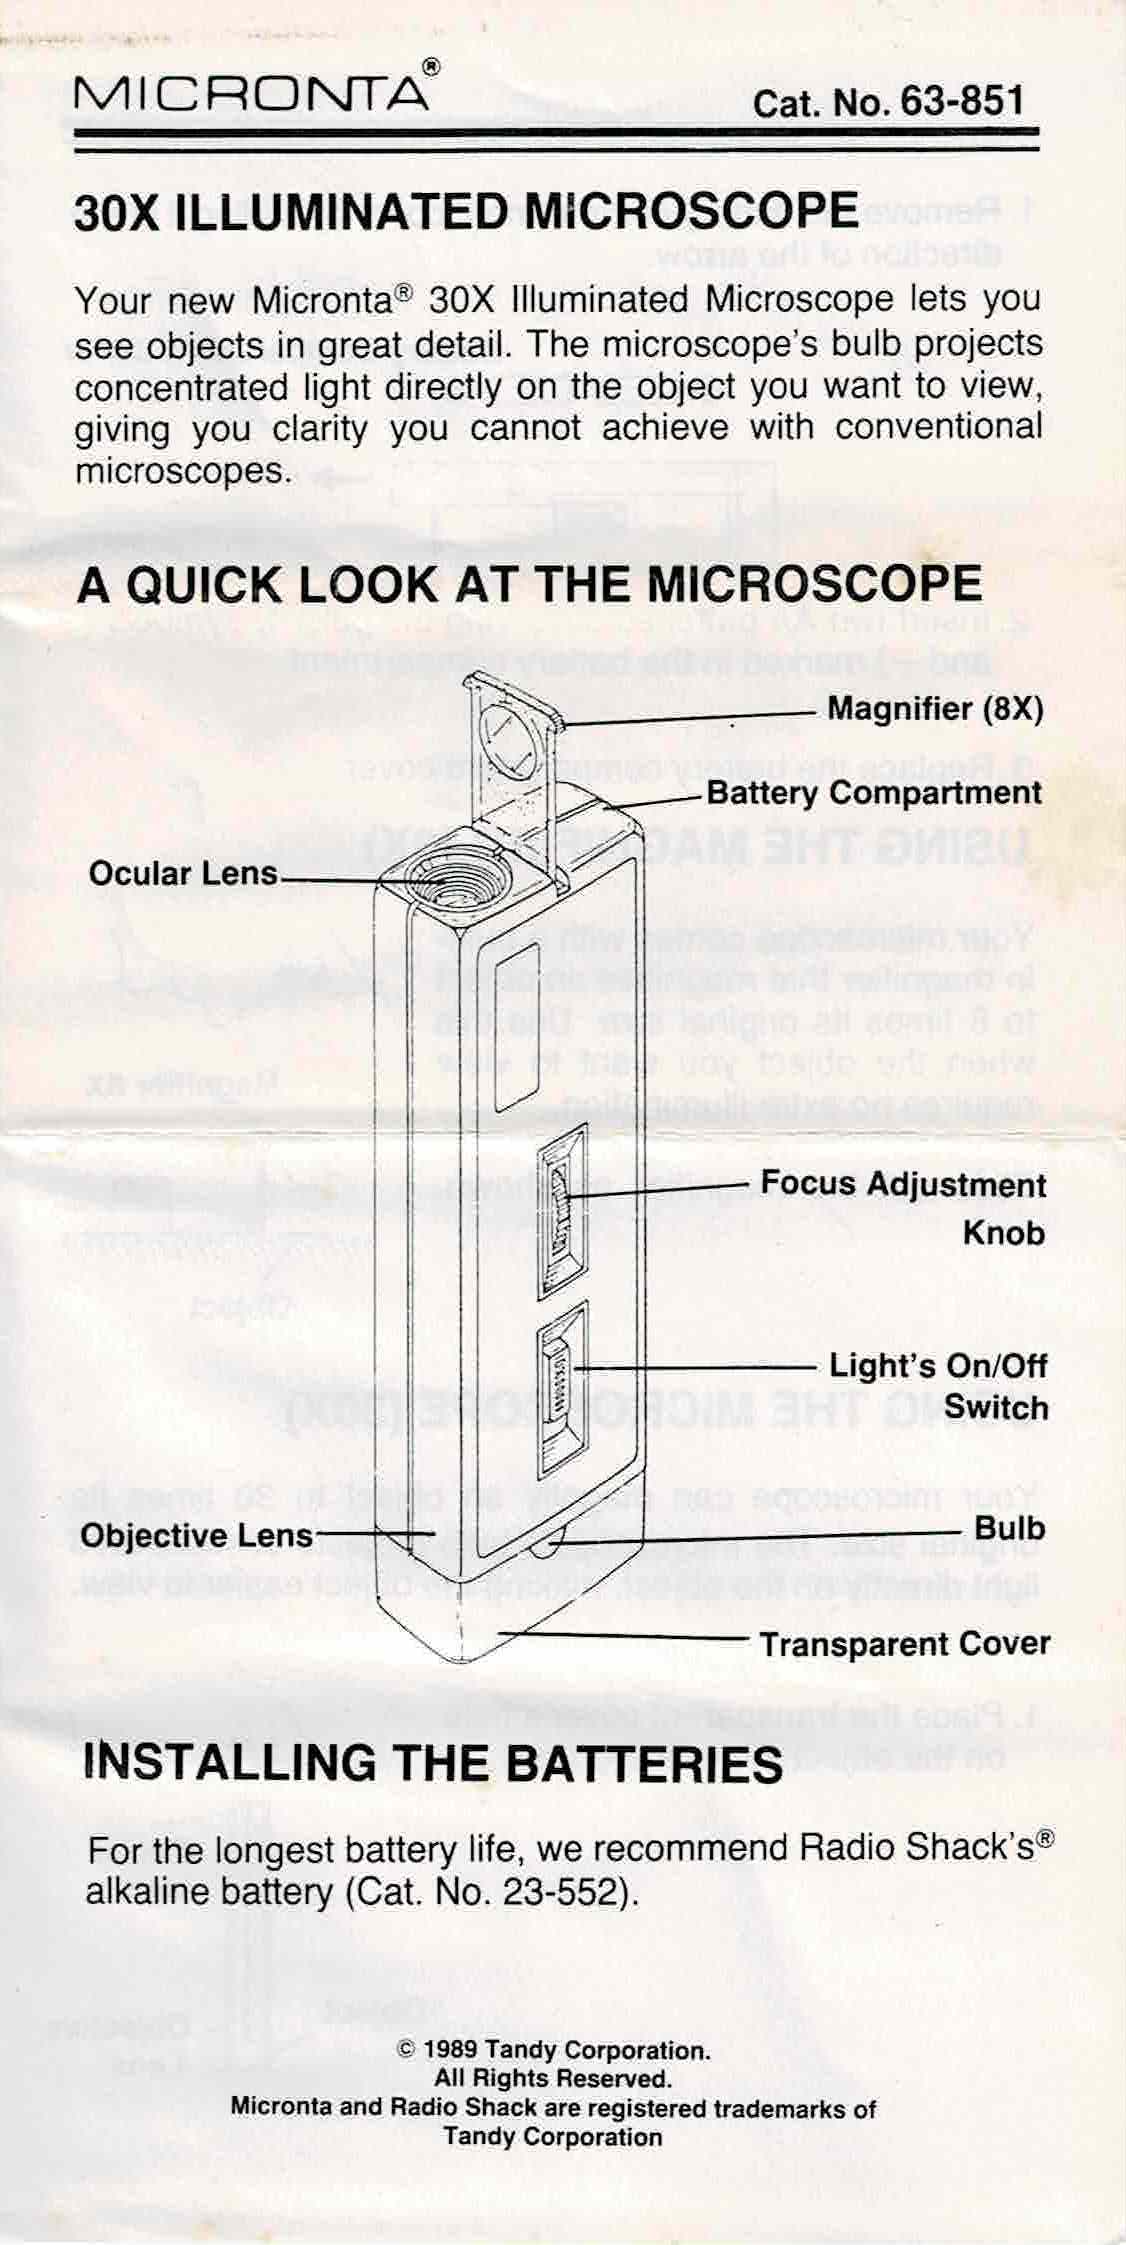 MICRONTA®
Cat. No. 63-851
30X ILLUMINATED MICROSCOPE
Your new Micronta® 30X Illuminated Microscope lets you
see objects in great detail. The microscope's bulb projects
concentrated light directly on the object you want to view,
giving you clarity you cannot achieve with conventional
microscopes.
A QUICK LOOK AT THE MICROSCOPE
Magnifier (8X)
Battery Compartment
Ocular Lens
Focus Adjustment
Knob
Light's On/Off
Switch
Objective Lens
Bulb
Transparent Cover
INSTALLING THE BATTERIES
For the longest battery life, we recommend Radio Shack's®
alkaline battery (Cat. No. 23-552).
© 1989 Tandy Corporation.
All Rights Reserved.
Micronta and Radio Shack are registered trademarks of
Tandy Corporation